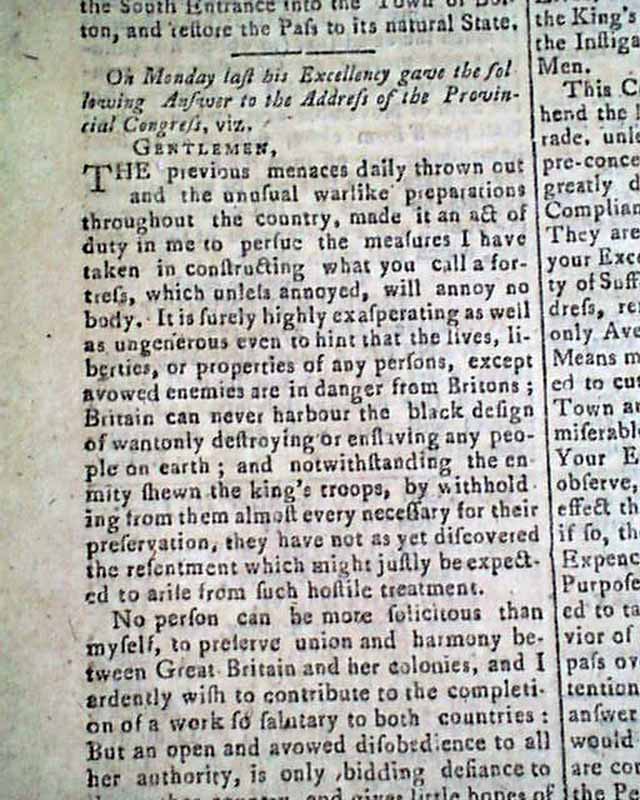 the South Entrance into the Town of Bos-
ton, and reſtore the Paſs to its natural State.
On Monday laſt his Excellency gave the fol
lowing Anſwer to the Addreſs of the Provin-
cial Congreſs, viz.
GENTLEMEN,
THE previous menaces daily thrown out
and the unuſual warlike preparations
throughout the country, made it an act of
duty in me to perſue the meaſures I have
taken in conſtructing what you call a for-
treſs, which unleſs annoyed, will annoy no
body. It is ſurely highly exaſperating as well
as ungenerous even to hint that the lives, li-
berties, or properties of any perſons, except
avowed enemies are in danger from Britons;
Britain can never harbour the black deſign
of wantonly deſtroying or enſlaving any peo-
ple on earth; and notwithſtanding the en-
mity ſhewn the king's troops, by withhold
ing from them almoſt every neceſſary for their
preſervation, they have not as yet diſcovered
the reſentment which might juſtly be expect-
ed to ariſe from ſuch hoſtile treatment.
No perſon can be more ſolicitous than
myſelf, to preſerve union and harmony be-
tween Great Britain and her colonies, and I
ardently wiſh to contribute to the completi-
on of a work ſo ſalutary to both countries:
But an open and avowed diſobedience to all
her authority, is only bidding defiance to
country, and gives little hopes of
the King's
the Inſtiga
Men.
This C
hend the
rade, unle
pre-conce
greatly d
Complian
They are
your Exce
ty of Suff
dreſs, re
only Ave
Means m
ed to cut
Town an
miſerabl
Your E
obſerve,
effect th
if ſo, th
Expenc
Purpoſe
ed to ta
vior of
paſs ov
tention
anſwer
would
are co
the Pe